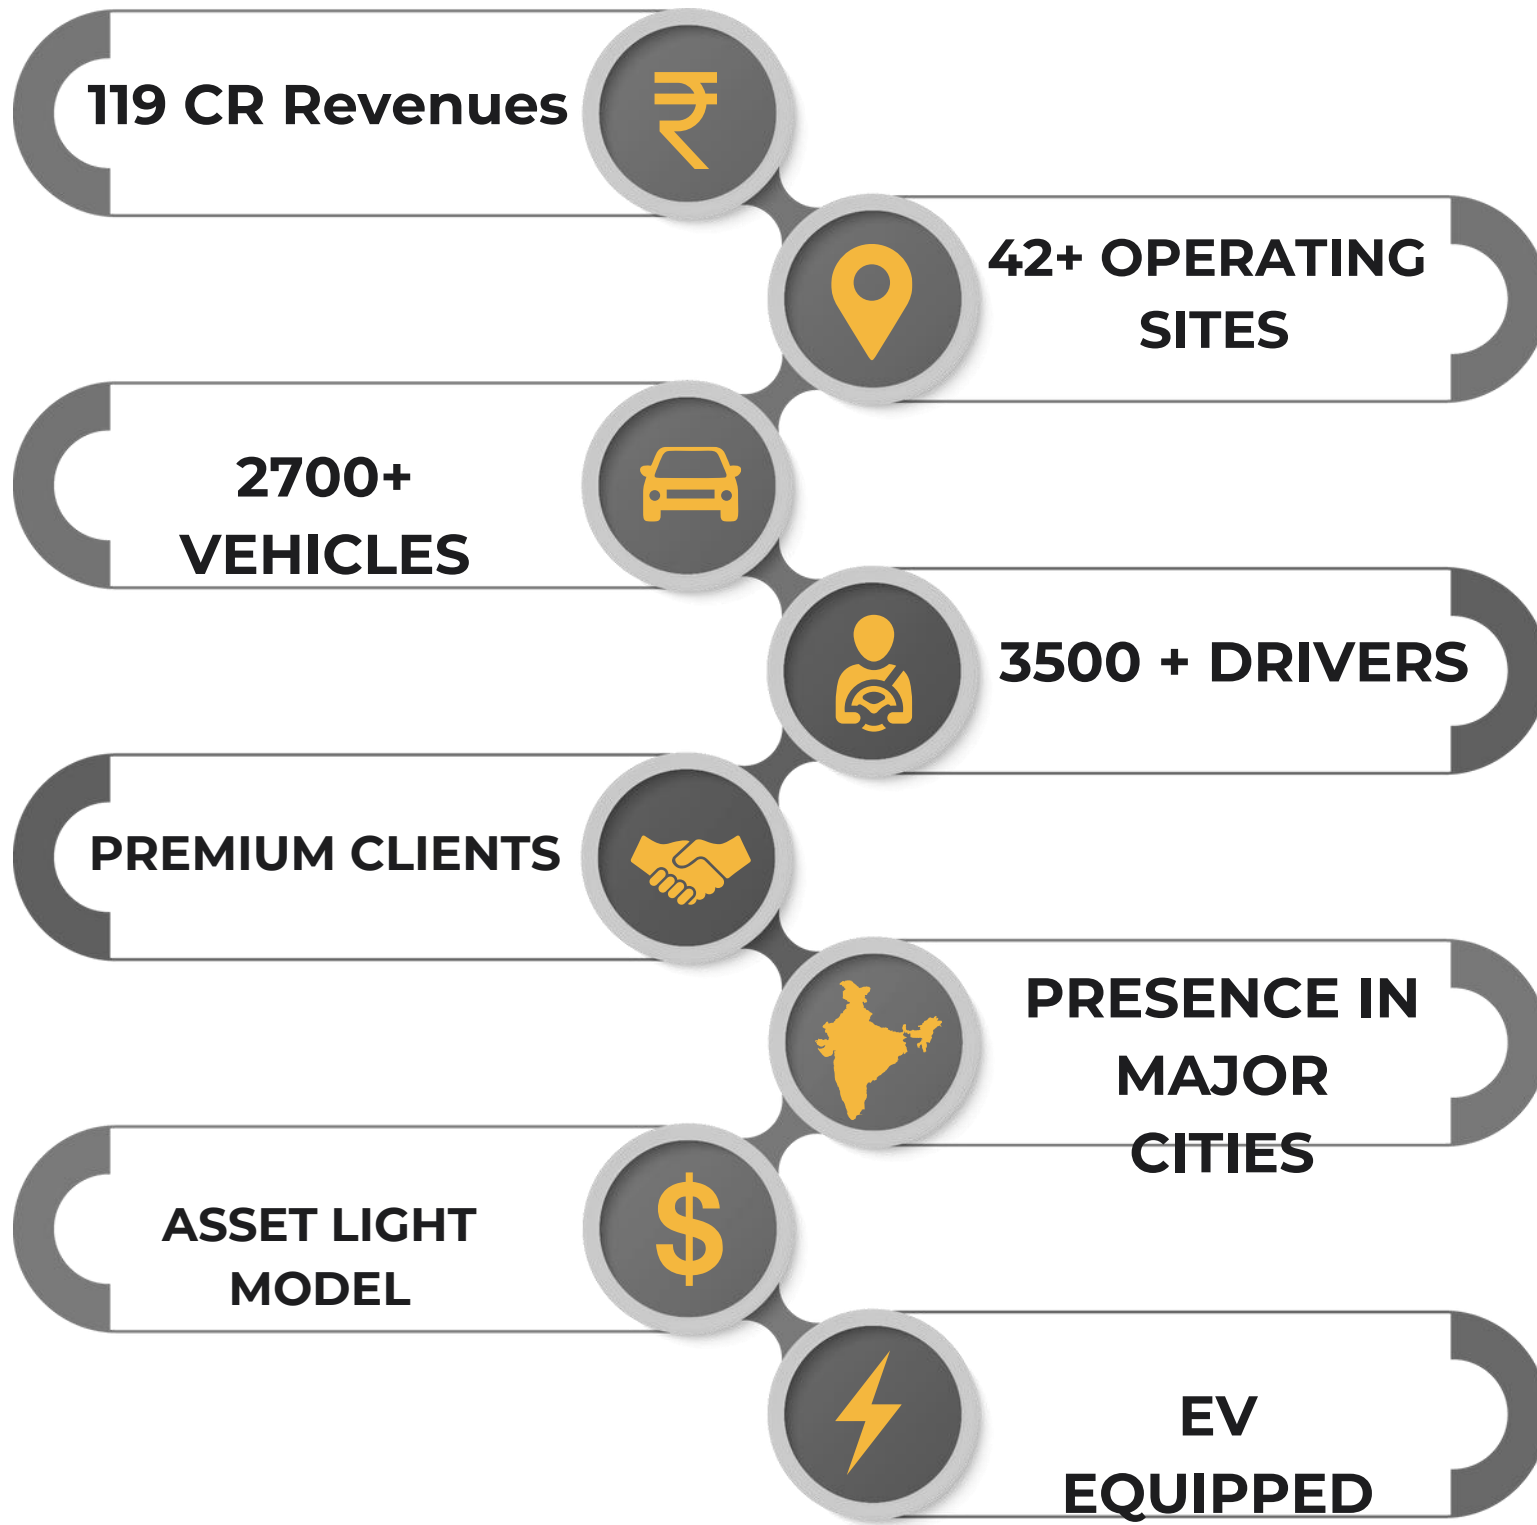 119 CR Revenues
₹
42+ OPERATING
SITES
2700+
VEHICLES
3500 + DRIVERS
PREMIUM CLIENTS
PRESENCE IN
MAJOR
CITIES
ASSET LIGHT
MODEL
$
EV
EQUIPPED